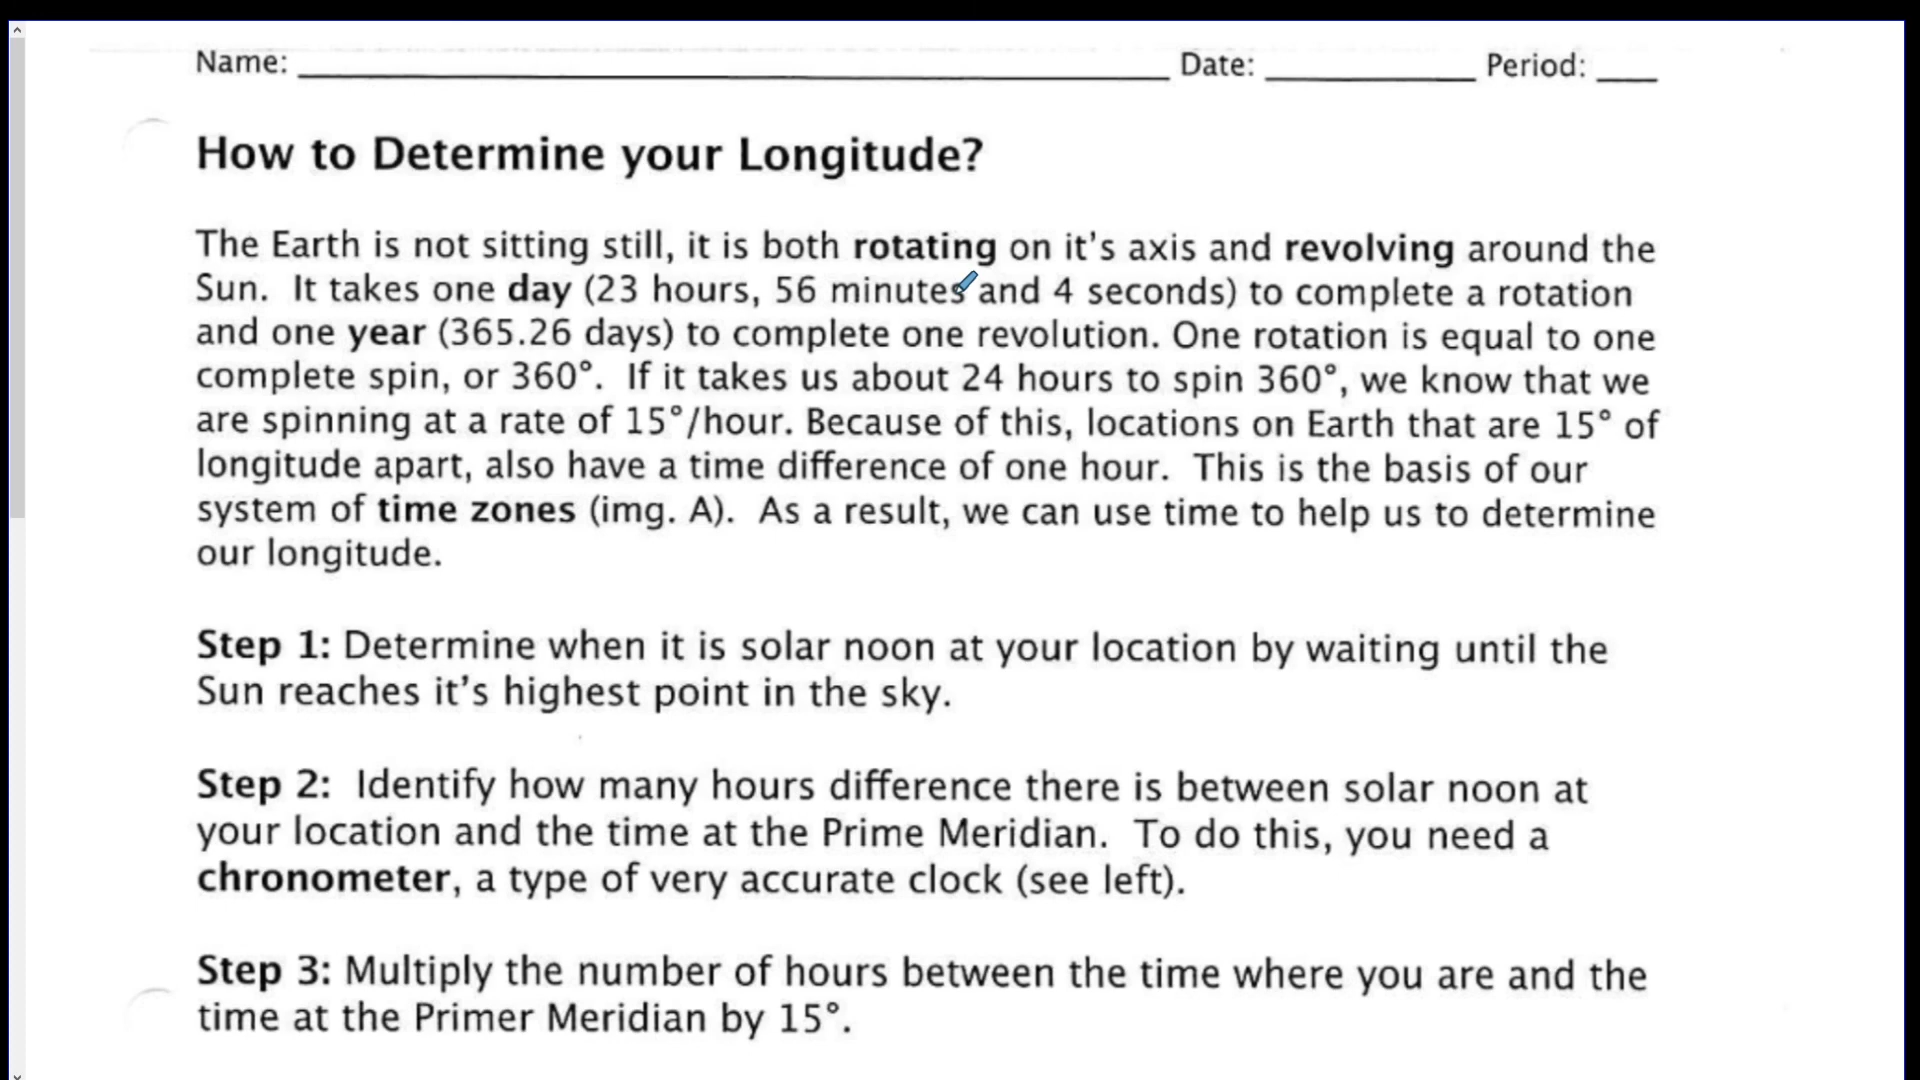 Name: ______ Date: ______ Period: ____
How to Determine your Longitude?
The Earth is not sitting still, it is both rotating on it's axis and revolving around the
Sun. It takes one day (23 hours, 56 minutes and 4 seconds) to complete a rotation
and one year (365.26 days) to complete one revolution. One rotation is equal to one
complete spin, or 360°. If it takes us about 24 hours to spin 360°, we know that we
are spinning at a rate of 15°/hour. Because of this, locations on Earth that are 15° of
longitude apart, also have a time difference of one hour. This is the basis of our
system of time zones (img. A). As a result, we can use time to help us to determine
our longitude.
Step 1: Determine when it is solar noon at your location by waiting until the
Sun reaches it's highest point in the sky.
Step 2: Identify how many hours difference there is between solar noon at
your location and the time at the Prime Meridian. To do this, you need a
chronometer, a type of very accurate clock (see left).
Step 3: Multiply the number of hours between the time where you are and the
time at the Primer Meridian by 15°.